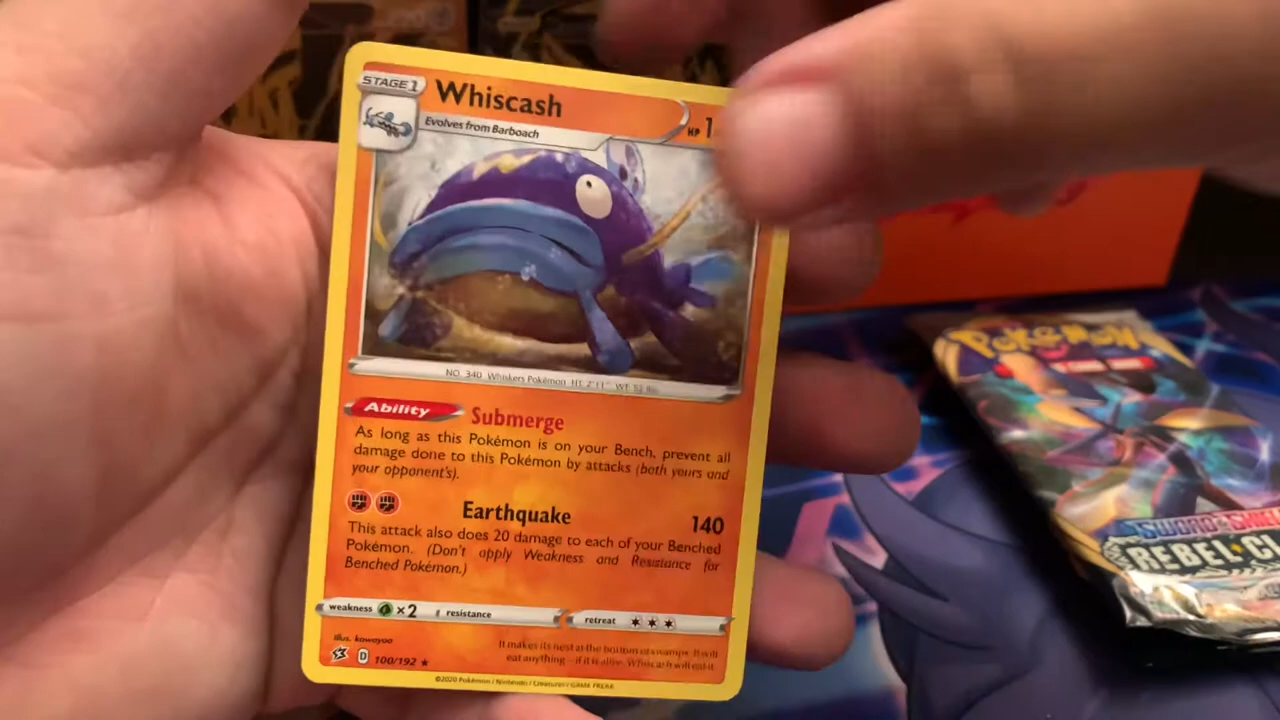 STAGE 1
Whiscash
HP 1
Evolves from Barboach
NO. 340 Whiskers Pokémon HT: 2'11" WT: 52 lbs.
Ability Submerge
As long as this Pokémon is on your Bench, prevent all
damage done to this Pokémon by attacks (both yours and
your opponent's).
Earthquake 140
This attack also does 20 damage to each of your Benched
Pokémon. (Don't apply Weakness and Resistance for
Benched Pokémon.)
weakness ×2 resistance retreat
Illus. kawayoo
It makes its nest at the bottom of swamps. It will
eat anything—if it is alive, Whiscash will eat it.
D 100/192 ★
©2020 Pokémon / Nintendo / Creatures / GAME FREAK
POKÉMON
SWORD & SHIEL
REBEL CL